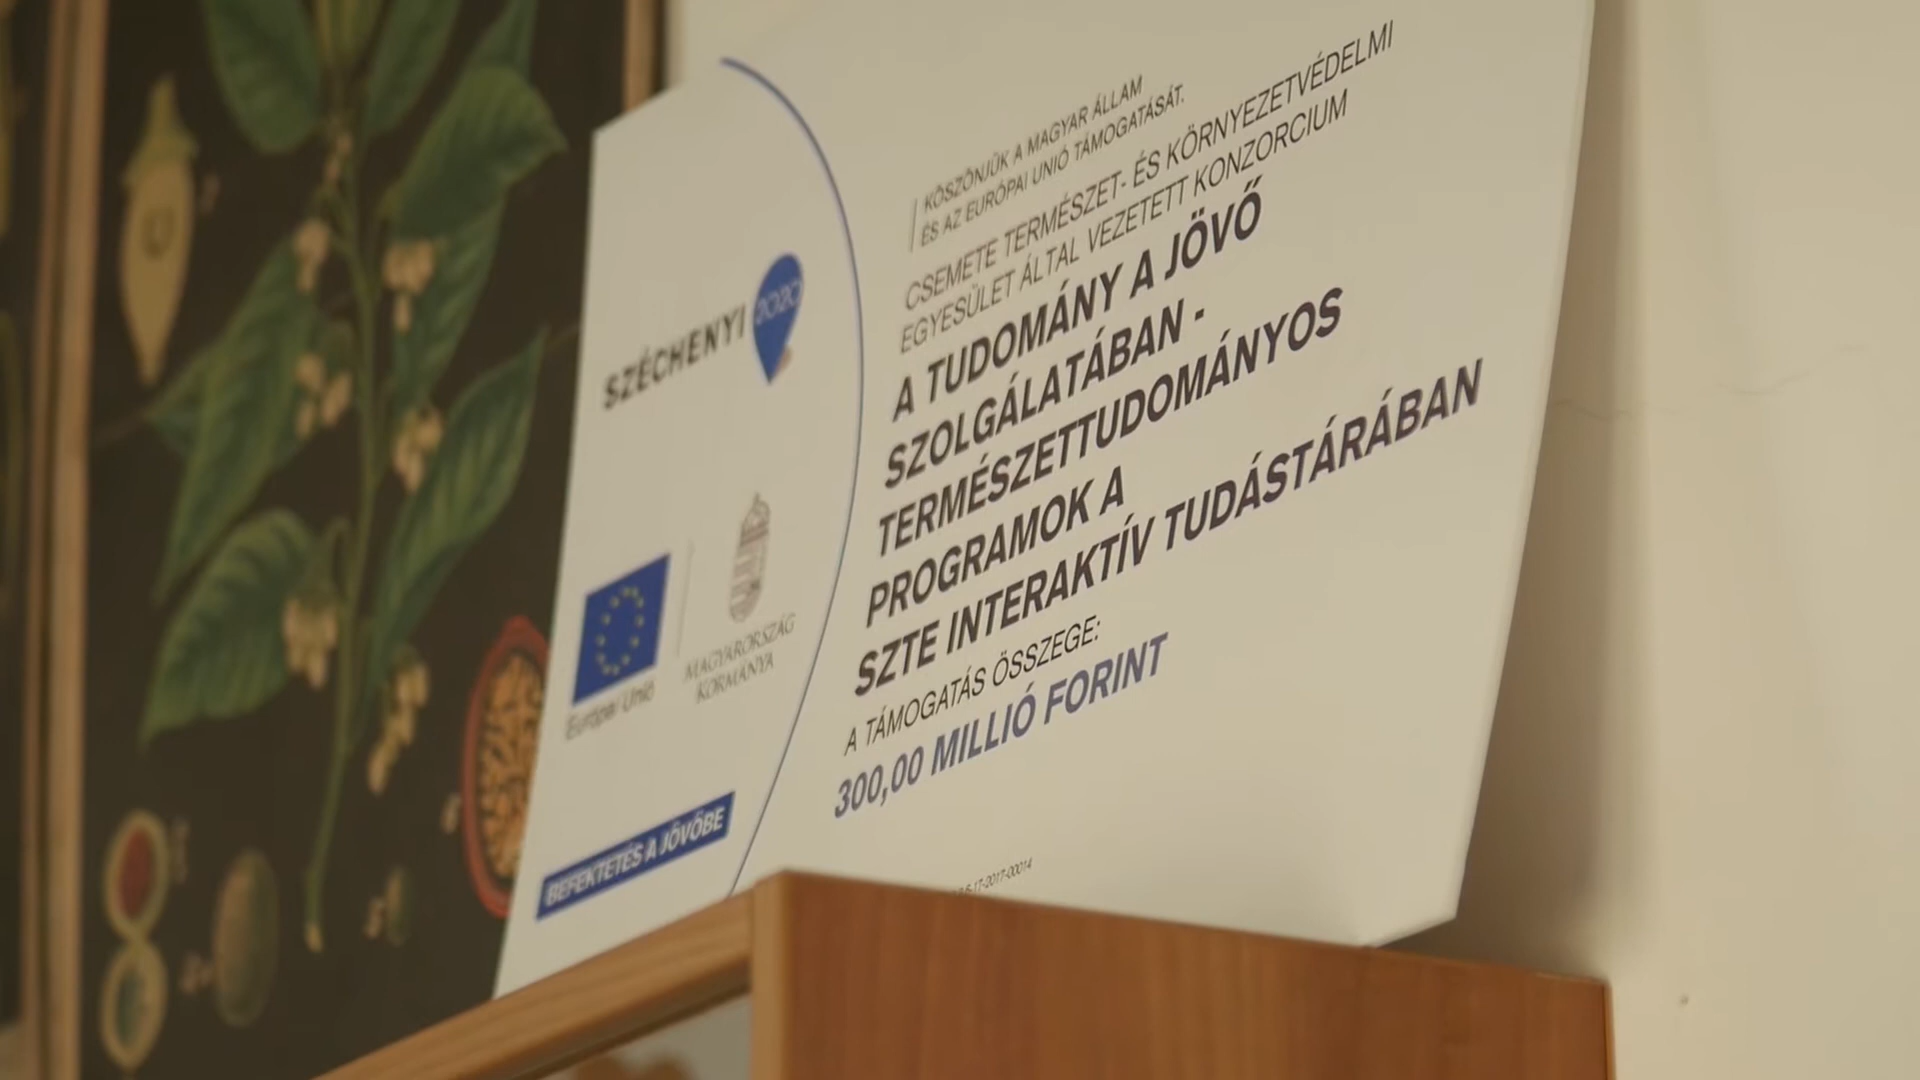 SZÉCHENYI 2020
Európai Unió
MAGYARORSZÁG
KORMÁNYA
BEFEKTETÉS A JÖVŐBE
KÖSZÖNJÜK A MAGYAR ÁLLAM
ÉS AZ EURÓPAI UNIÓ TÁMOGATÁSÁT.
CSEMETE TERMÉSZET- ÉS KÖRNYEZETVÉDELMI
EGYESÜLET ÁLTAL VEZETETT KONZORCIUM
A TUDOMÁNY A JÖVŐ
SZOLGÁLATÁBAN -
TERMÉSZETTUDOMÁNYOS
PROGRAMOK A
SZTE INTERAKTÍV TUDÁSTÁRÁBAN
A TÁMOGATÁS ÖSSZEGE:
300,00 MILLIÓ FORINT